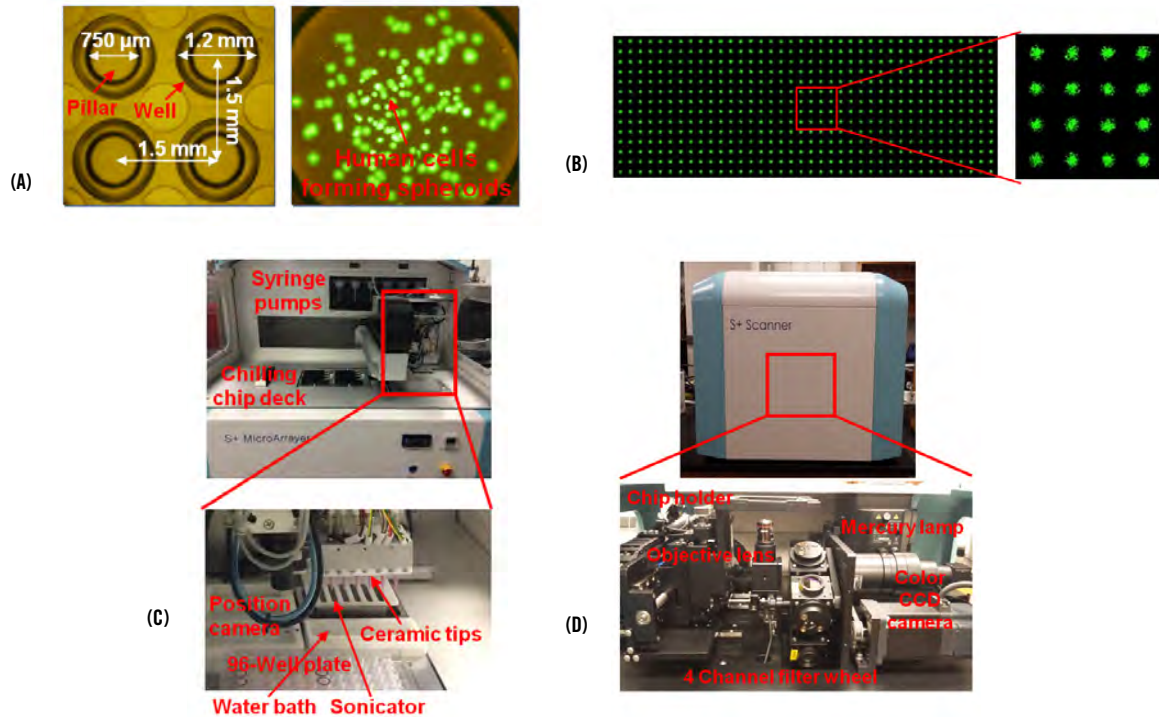 (A)
750 µm
1.2 mm
Pillar
Well
1.5 mm
1.5 mm
Human cells
forming spheroids
(B)
(C)
Syringe
pumps
Chilling
chip deck
S+ MicroArrayer
Position
camera
Ceramic tips
96-Well plate
Water bath
Sonicator
(D)
S+ Scanner
Chip holder
Mercury lamp
Objective lens
Color
CCD
camera
4 Channel filter wheel